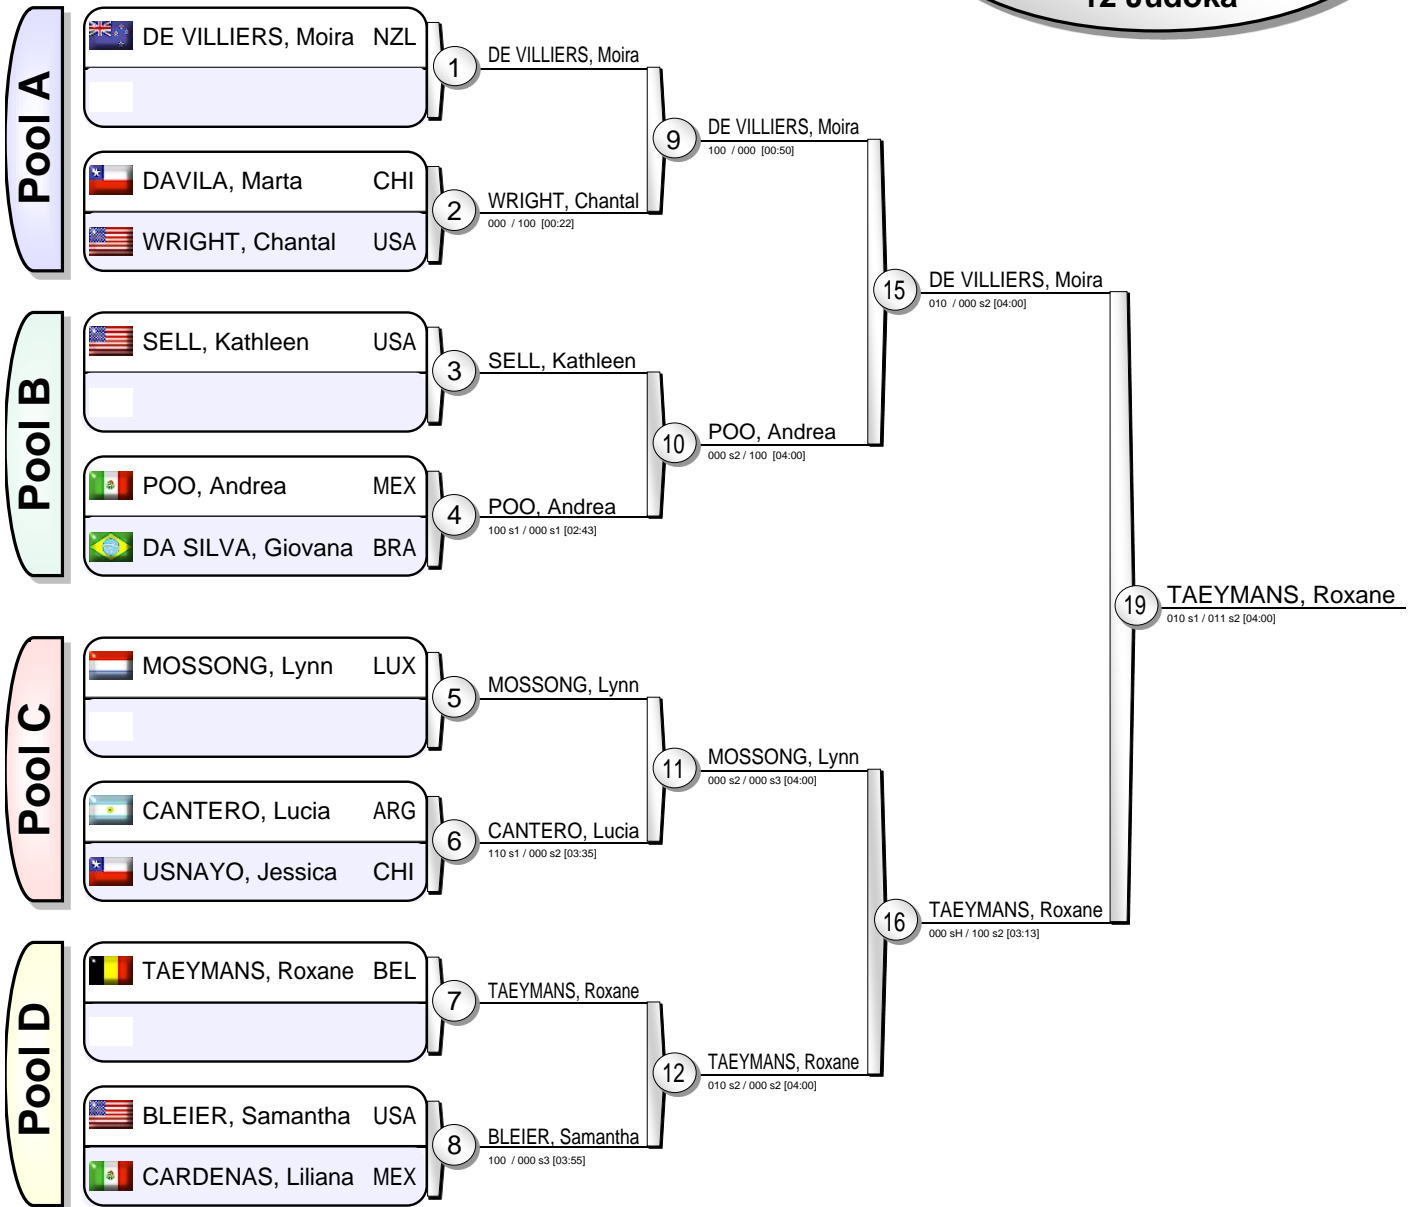 12 Judoka
Pool A
DE VILLIERS, Moira NZL
1
DE VILLIERS, Moira
DAVILA, Marta CHI
WRIGHT, Chantal USA
2
WRIGHT, Chantal
000 / 100 [00:22]
9
DE VILLIERS, Moira
100 / 000 [00:50]
Pool B
SELL, Kathleen USA
3
SELL, Kathleen
POO, Andrea MEX
DA SILVA, Giovana BRA
4
POO, Andrea
100 s1 / 000 s1 [02:43]
10
POO, Andrea
000 s2 / 100 [04:00]
15
DE VILLIERS, Moira
010 / 000 s2 [04:00]
Pool C
MOSSONG, Lynn LUX
5
MOSSONG, Lynn
CANTERO, Lucia ARG
USNAYO, Jessica CHI
6
CANTERO, Lucia
110 s1 / 000 s2 [03:35]
11
MOSSONG, Lynn
000 s2 / 000 s3 [04:00]
Pool D
TAEYMANS, Roxane BEL
7
TAEYMANS, Roxane
BLEIER, Samantha USA
CARDENAS, Liliana MEX
8
BLEIER, Samantha
100 / 000 s3 [03:55]
12
TAEYMANS, Roxane
010 s2 / 000 s2 [04:00]
16
TAEYMANS, Roxane
000 sH / 100 s2 [03:13]
19
TAEYMANS, Roxane
010 s1 / 011 s2 [04:00]